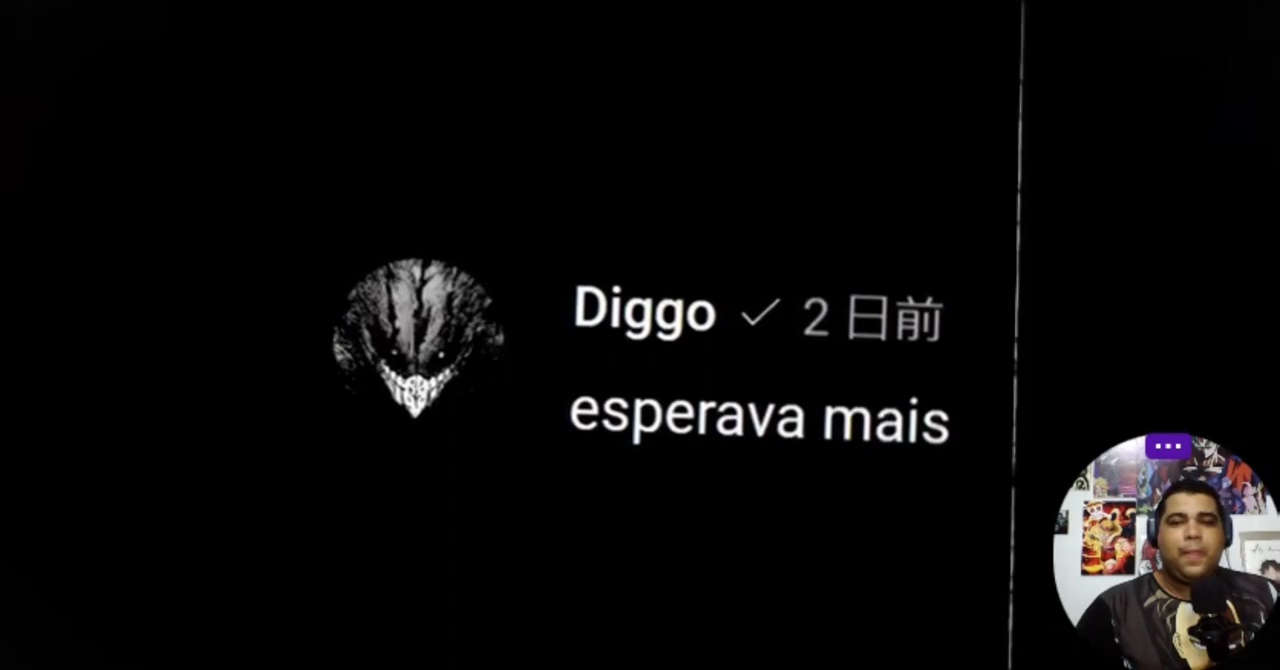 Diggo ✓ 2 日前
esperava mais